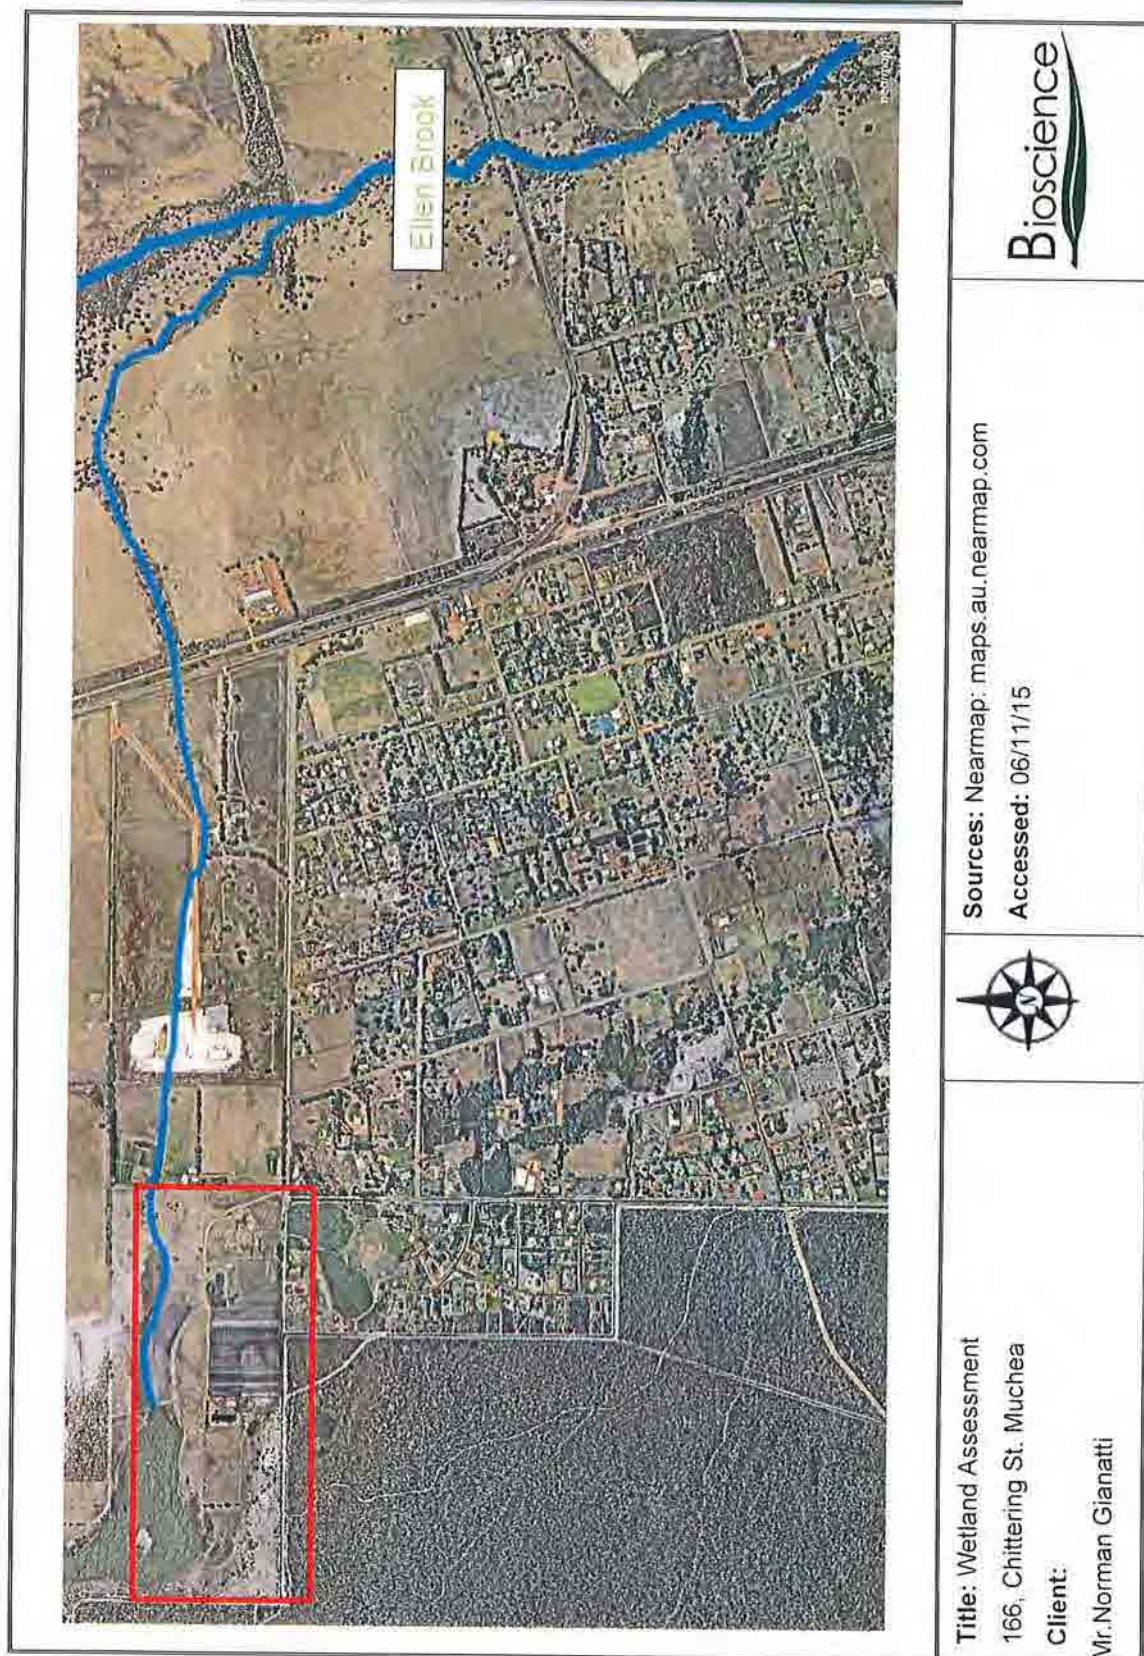 Ellen Brook
nearmap
Title: Wetland Assessment
166, Chittering St. Muchea
Client:
Mr.Norman Gianatti
N
Sources: Nearmap: maps.au.nearmap.com
Accessed: 06/11/15
Bioscience